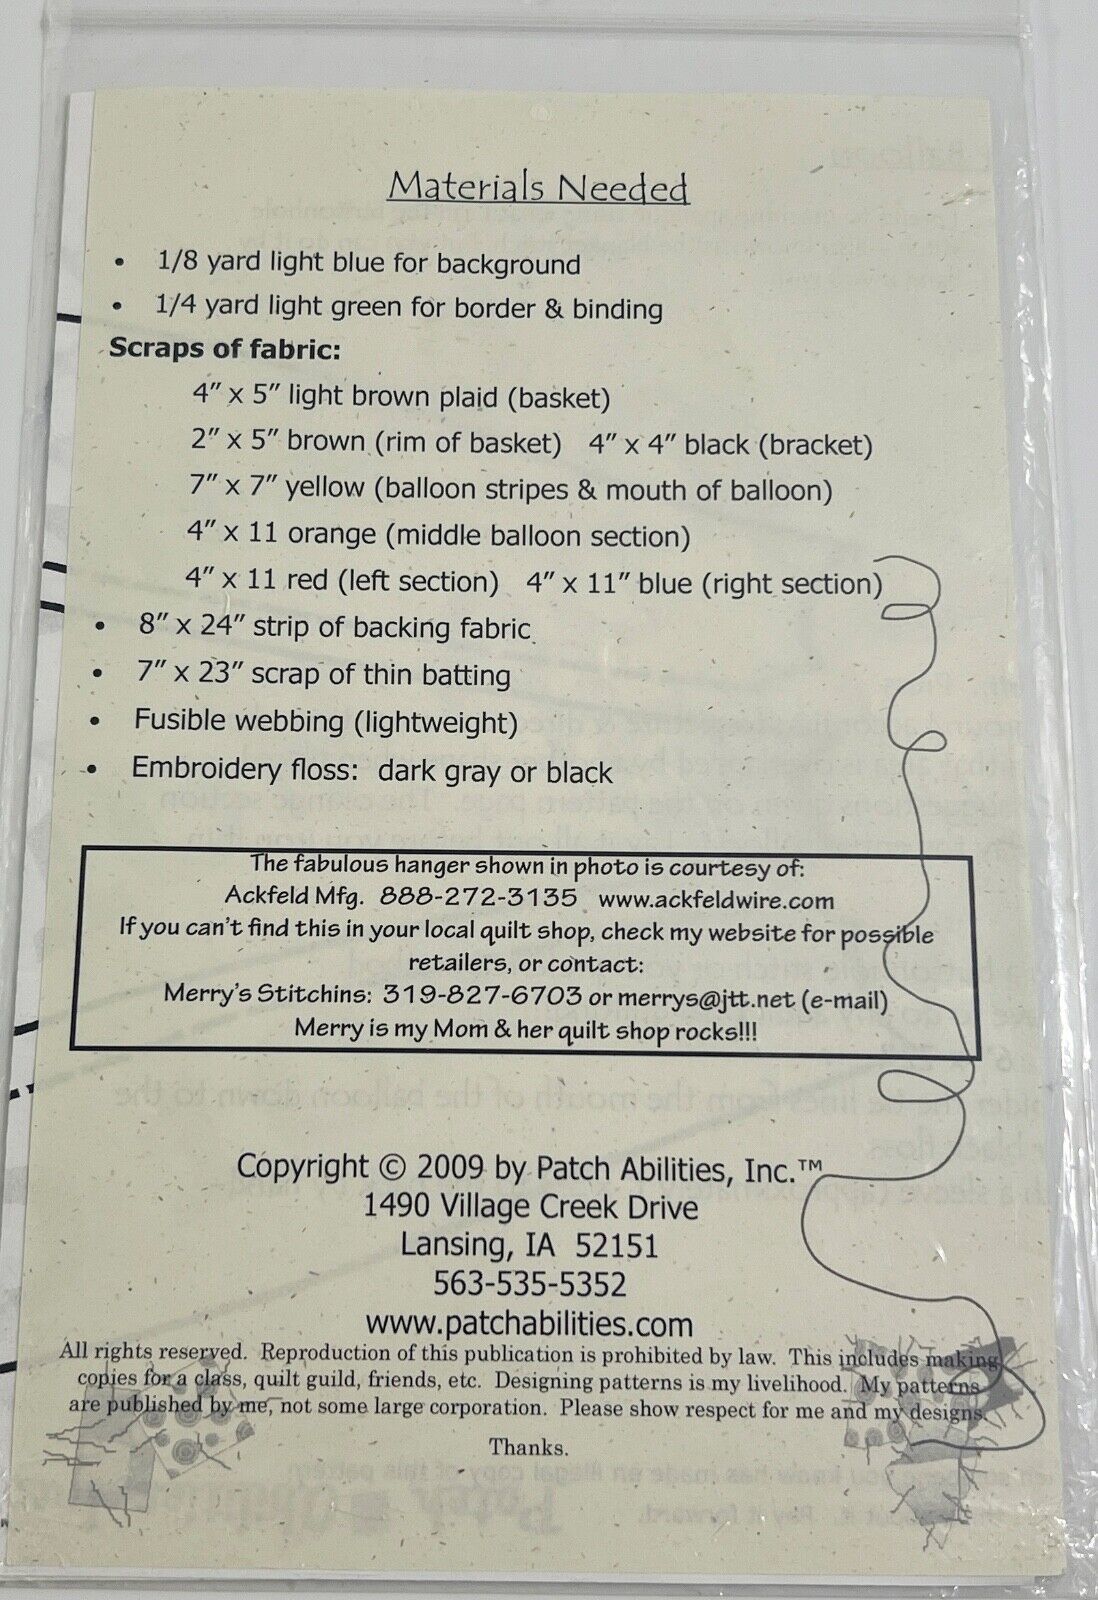 Materials Needed
• 1/8 yard light blue for background
• 1/4 yard light green for border & binding
Scraps of fabric:
4" x 5" light brown plaid (basket)
2" x 5" brown (rim of basket) 4" x 4" black (bracket)
7" x 7" yellow (balloon stripes & mouth of balloon)
4" x 11 orange (middle balloon section)
4" x 11 red (left section) 4" x 11" blue (right section)
• 8" x 24" strip of backing fabric
• 7" x 23" scrap of thin batting
• Fusible webbing (lightweight)
• Embroidery floss: dark gray or black
The fabulous hanger shown in photo is courtesy of:
Ackfeld Mfg. 888-272-3135 www.ackfeldwire.com
If you can't find this in your local quilt shop, check my website for possible
retailers, or contact:
Merry's Stitchins: 319-827-6703 or merrys@jtt.net (e-mail)
Merry is my Mom & her quilt shop rocks!!!
Copyright © 2009 by Patch Abilities, Inc.™
1490 Village Creek Drive
Lansing, IA 52151
563-535-5352
www.patchabilities.com
All rights reserved. Reproduction of this publication is prohibited by law. This includes making
copies for a class, quilt guild, friends, etc. Designing patterns is my livelihood. My patterns
are published by me, not some large corporation. Please show respect for me and my designs.
Thanks.